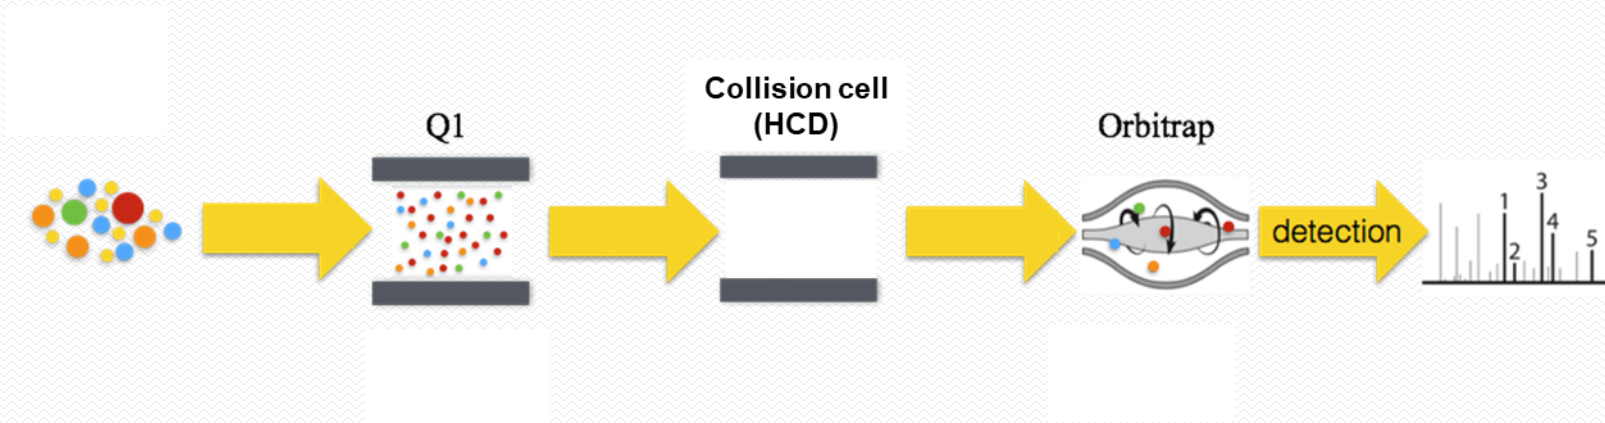 Q1
Collision cell
(HCD)
Orbitrap
detection
1
2
3
4
5